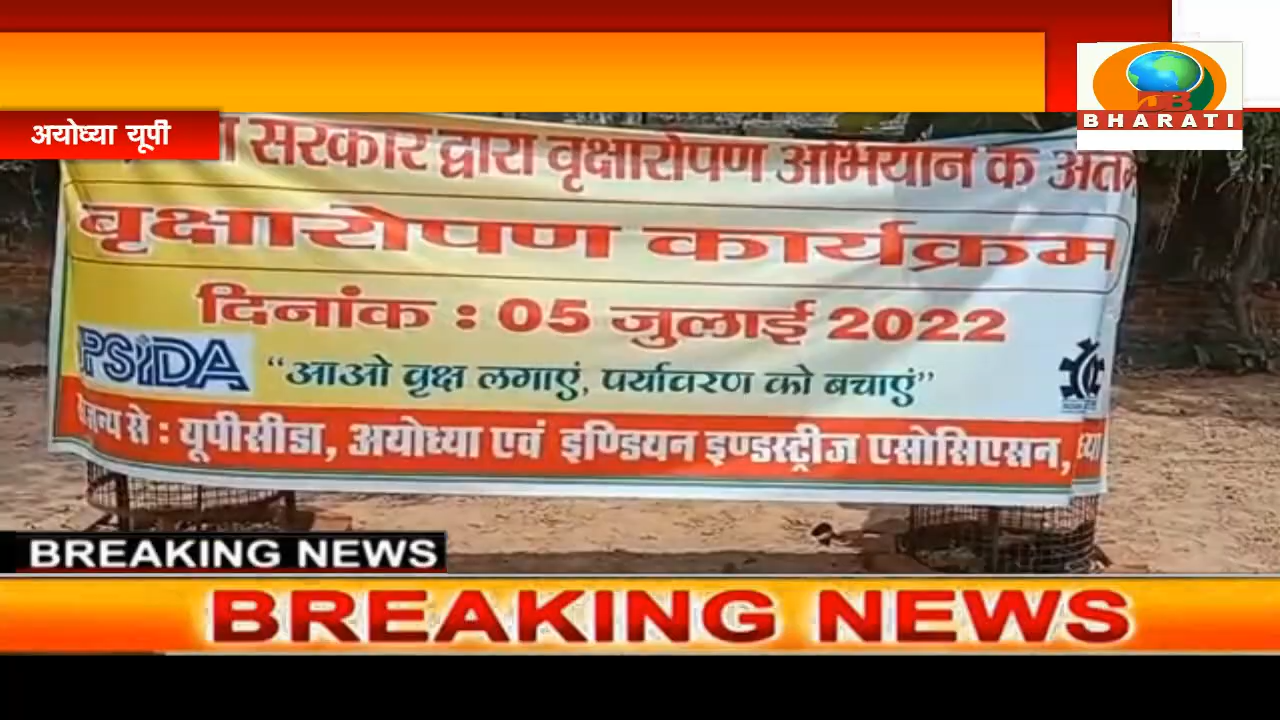 BHARATI
अयोध्या यूपी
सरकार द्वारा वृक्षारोपण अभियान के
वृक्षारोपण कार्यक्रम
दिनांक : 05 जुलाई 2022
PSIDA
“आओ वृक्ष लगाएं, पर्यावरण को बचाएं”
से : यूपीसीडा, अयोध्या एवं इण्डियन इण्डस्ट्रीज एसोसिएसन,
BREAKING NEWS
BREAKING NEWS